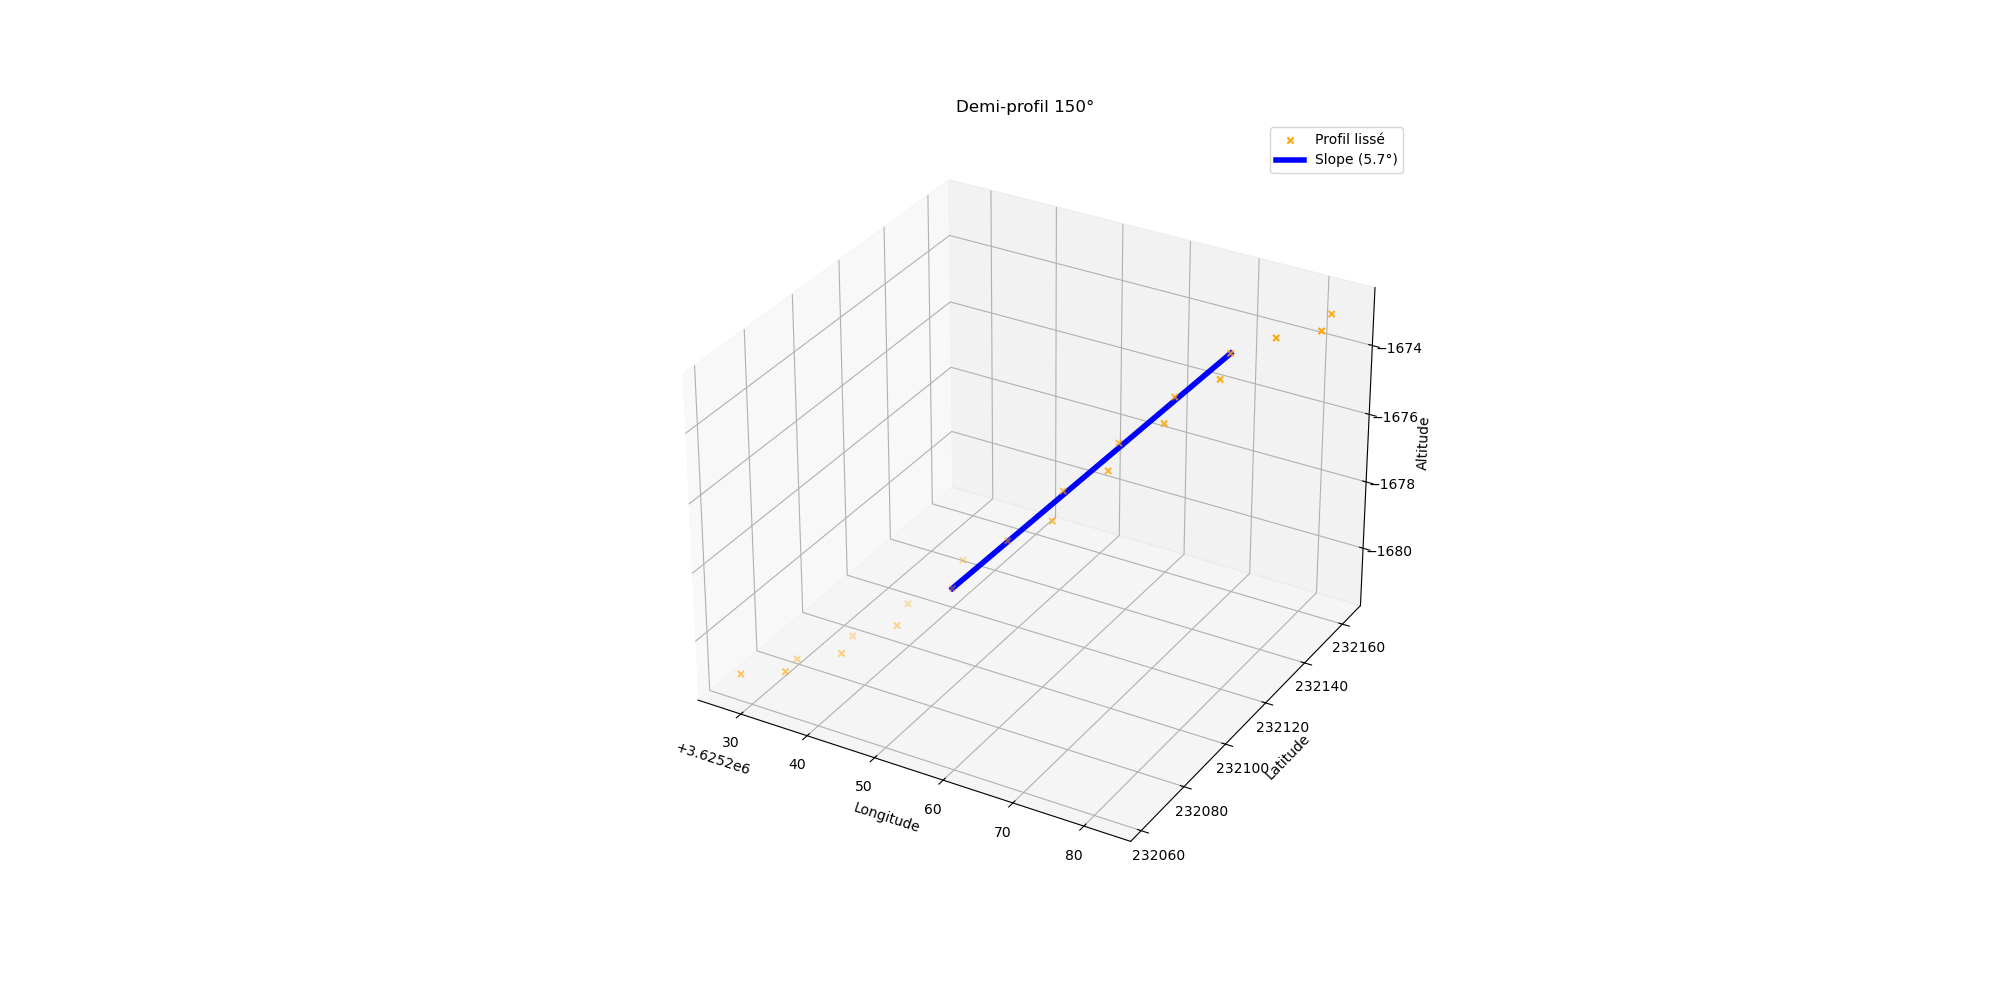 Demi-profil 150°
Profil lissé
Slope (5.7°)
−1674
−1676
−1678
−1680
Altitude
232160
232140
232120
232100
232080
232060
Latitude
30
40
50
60
70
80
+3.6252e6
Longitude